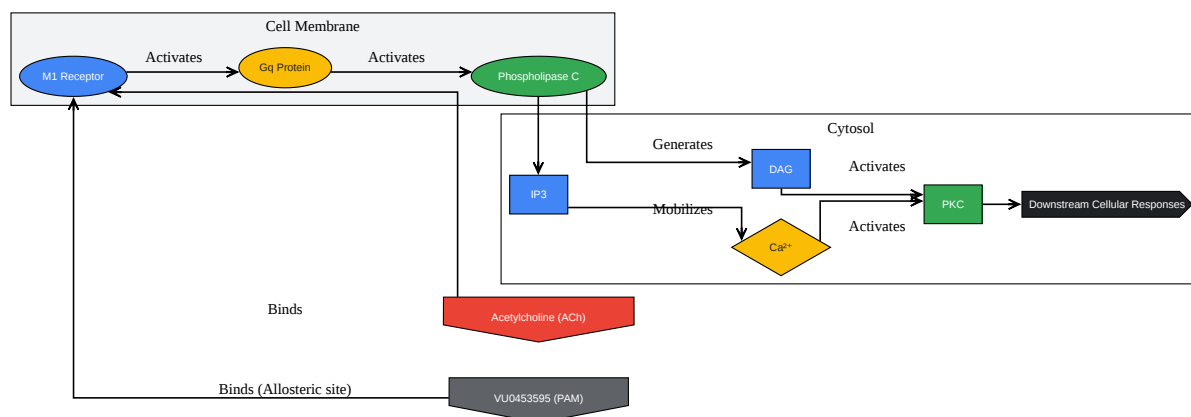 Cell Membrane
Activates
Activates
M1 Receptor
Gq Protein
Phospholipase C
Cytosol
Generates
DAG
Activates
IP3
Mobilizes
PKC
Downstream Cellular Responses
Activates
Ca²⁺
Binds
Acetylcholine (ACh)
Binds (Allosteric site)
VU0453595 (PAM)